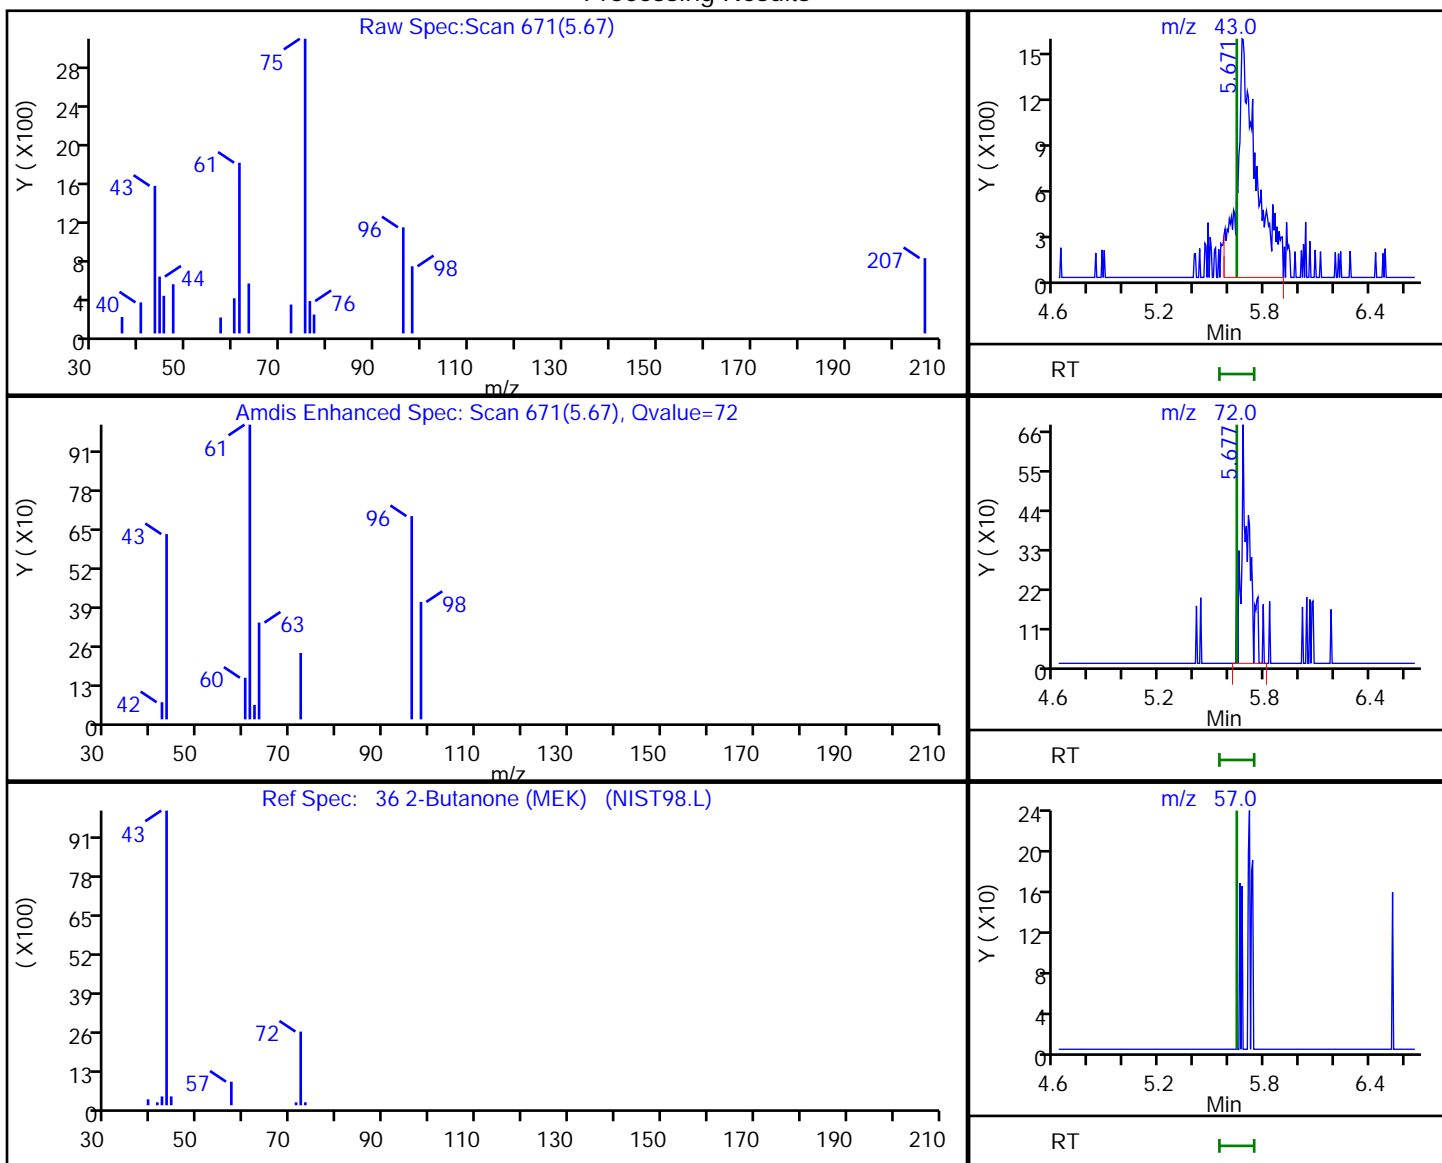 Processing Results
Raw Spec:Scan 671(5.67)
Y ( X100)
28
24
20
16
12
8
4
0
75
61
43
44
40
76
96
98
207
30 50 70 90 110 130 150 170 190 210
m/z
m/z 43.0
Y ( X100)
15
12
9
6
3
0
5.671
4.6 5.2 5.8 6.4
Min
RT
Amdis Enhanced Spec: Scan 671(5.67), Qvalue=72
Y ( X10)
91
78
65
52
39
26
13
0
61
43
96
98
63
60
42
30 50 70 90 110 130 150 170 190 210
m/z
m/z 72.0
Y ( X10)
66
55
44
33
22
11
0
5.677
4.6 5.2 5.8 6.4
Min
RT
Ref Spec: 36 2-Butanone (MEK) (NIST98.L)
( X100)
91
78
65
52
39
26
13
0
43
72
57
30 50 70 90 110 130 150 170 190 210
m/z 57.0
Y ( X10)
24
20
16
12
8
4
0
4.6 5.2 5.8 6.4
Min
RT